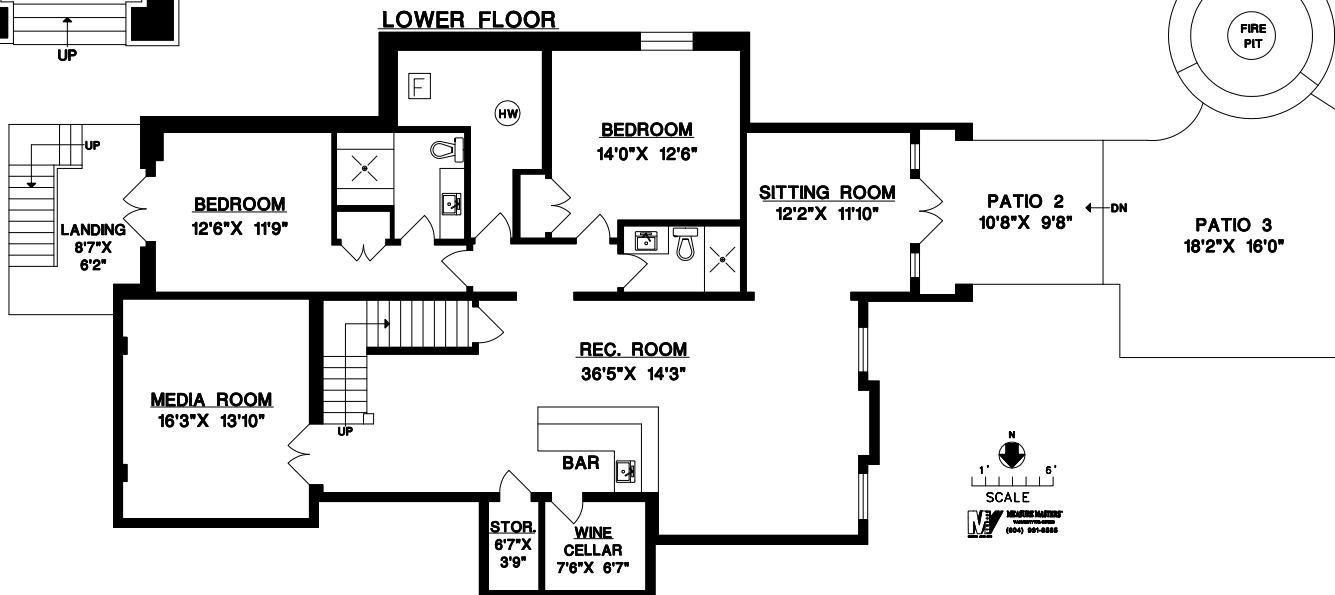 LOWER FLOOR
UP
FIRE
PIT
F
HW
UP
BEDROOM
14'0"X 12'6"
BEDROOM
12'6"X 11'9"
SITTING ROOM
12'2"X 11'10"
PATIO 2
10'8"X 9'8"
DN
PATIO 3
18'2"X 16'0"
LANDING
8'7"X
6'2"
REC. ROOM
36'5"X 14'3"
MEDIA ROOM
16'3"X 13'10"
UP
BAR
N
1' 6'
SCALE
MEASURE MASTERS
STOR.
6'7"X
3'9"
WINE
CELLAR
7'6"X 6'7"